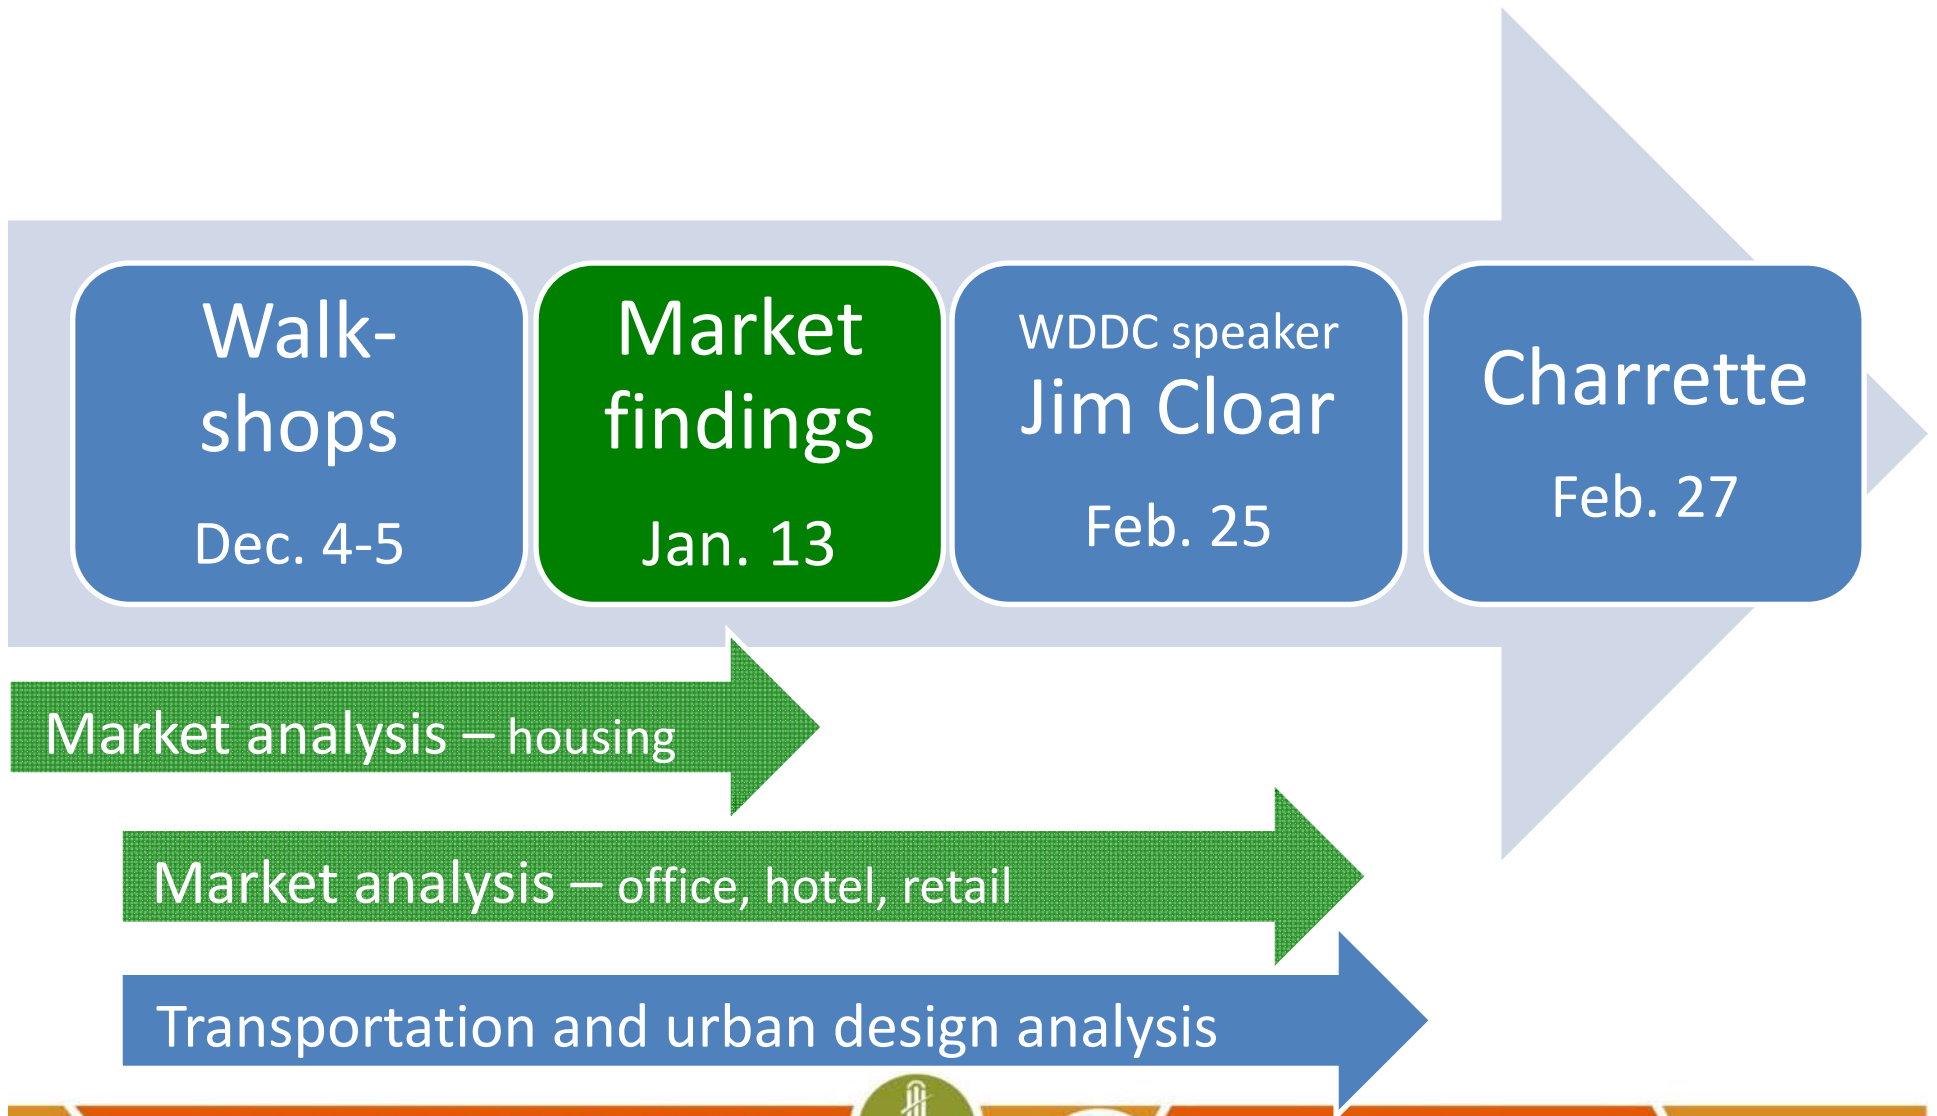 Walk-
shops
Dec. 4-5
Market
findings
Jan. 13
WDDC speaker
Jim Cloar
Feb. 25
Charrette
Feb. 27
Market analysis – housing
Market analysis – office, hotel, retail
Transportation and urban design analysis